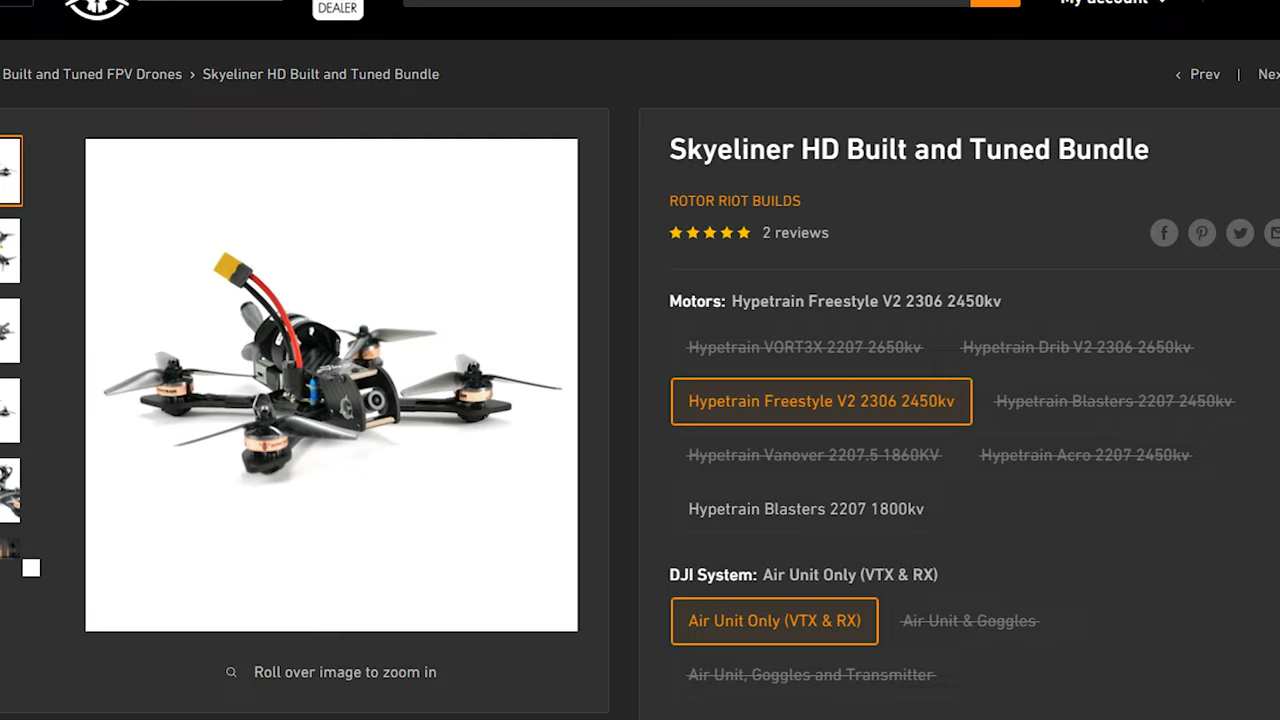 DEALER
My account
Built and Tuned FPV Drones › Skyeliner HD Built and Tuned Bundle
‹ Prev |
Skyeliner HD Built and Tuned Bundle
ROTOR RIOT BUILDS
2 reviews
Motors: Hypetrain Freestyle V2 2306 2450kv
Hypetrain VORT3X 2207 2650kv Hypetrain Drib V2 2306 2650kv
Hypetrain Freestyle V2 2306 2450kv Hypetrain Blasters 2207 2450kv
Hypetrain Vanover 2207.5 1860KV Hypetrain Acro 2207 2450kv
Hypetrain Blasters 2207 1800kv
DJI System: Air Unit Only (VTX & RX)
Air Unit Only (VTX & RX) Air Unit & Goggles
Air Unit, Goggles and Transmitter
Roll over image to zoom in